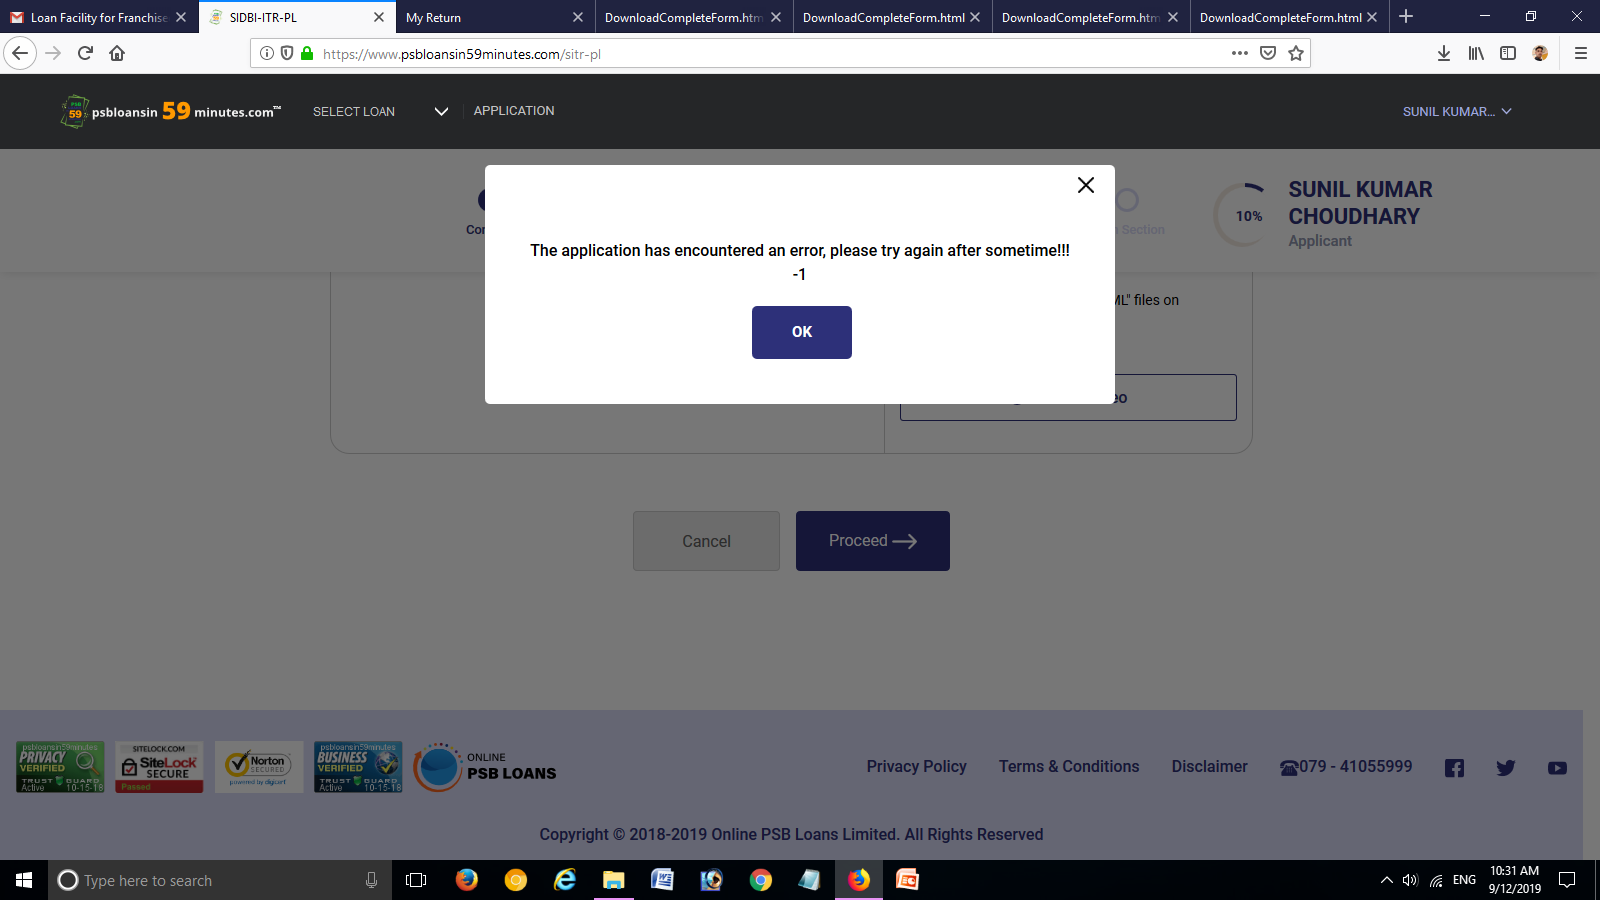 Loan Facility for Franchise
SIDBI-ITR-PL
My Return
DownloadCompleteForm.htm
DownloadCompleteForm.html
DownloadCompleteForm.htm
DownloadCompleteForm.html
https://www.psbloansin59minutes.com/sitr-pl
PSB
59
psbloansin 59 minutes.com™
SELECT LOAN
APPLICATION
SUNIL KUMAR...
Con
s Section
10%
SUNIL KUMAR
CHOUDHARY
Applicant
The application has encountered an error, please try again after sometime!!!
-1
OK
ML" files on
eo
Cancel
Proceed
psbloansin59minutes
PRIVACY
VERIFIED
TRUST GUARD
Active 10-15-18
SITELOCK.COM
SiteLock
SECURE
Passed
Norton
SECURED
powered by digicert
psbloansin59minutes
BUSINESS
VERIFIED
TRUST GUARD
Active 10-15-18
ONLINE
PSB LOANS
Privacy Policy
Terms & Conditions
Disclaimer
☎079 - 41055999
Copyright © 2018-2019 Online PSB Loans Limited. All Rights Reserved
Type here to search
ENG
10:31 AM
9/12/2019